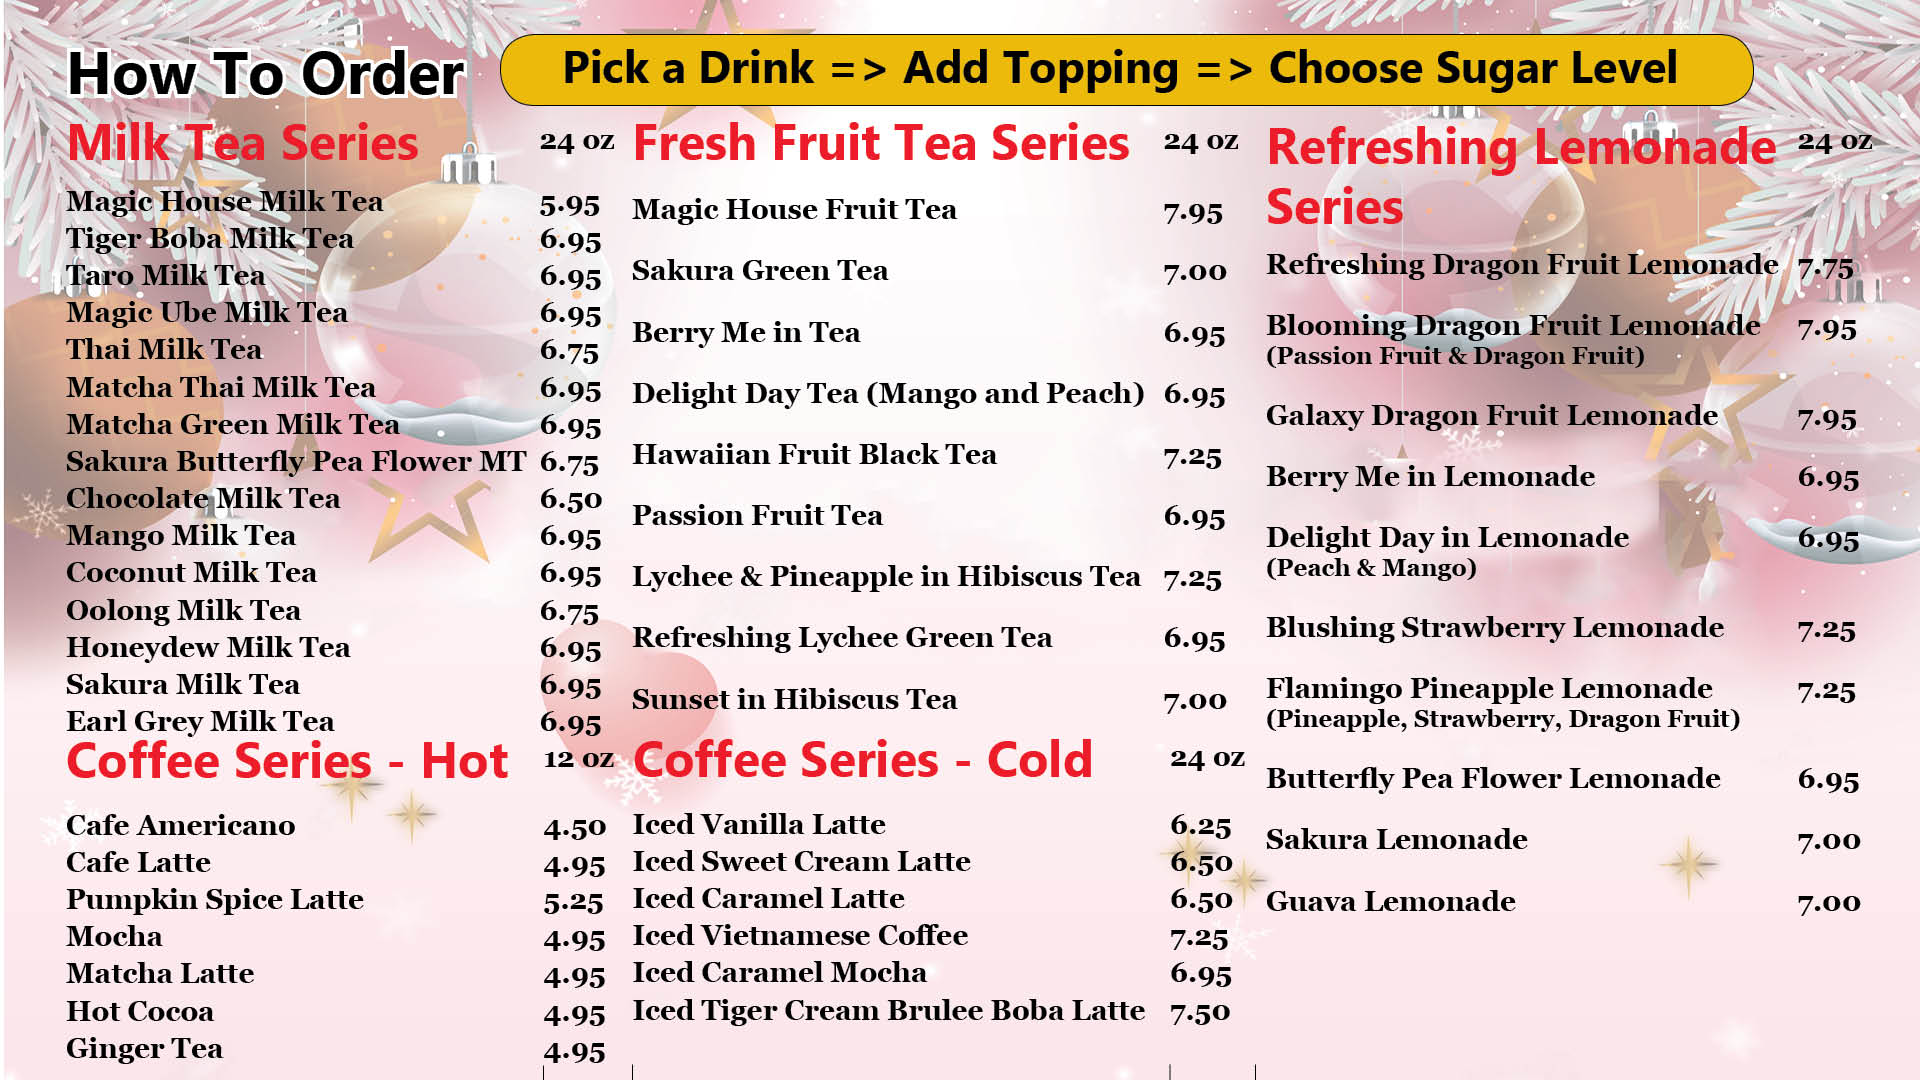 How To Order
Pick a Drink => Add Topping => Choose Sugar Level
Milk Tea Series 24 oz
Magic House Milk Tea 5.95
Tiger Boba Milk Tea 6.95
Taro Milk Tea 6.95
Magic Ube Milk Tea 6.95
Thai Milk Tea 6.75
Matcha Thai Milk Tea 6.95
Matcha Green Milk Tea 6.95
Sakura Butterfly Pea Flower MT 6.75
Chocolate Milk Tea 6.50
Mango Milk Tea 6.95
Coconut Milk Tea 6.95
Oolong Milk Tea 6.75
Honeydew Milk Tea 6.95
Sakura Milk Tea 6.95
Earl Grey Milk Tea 6.95
Coffee Series - Hot 12 oz
Cafe Americano 4.50
Cafe Latte 4.95
Pumpkin Spice Latte 5.25
Mocha 4.95
Matcha Latte 4.95
Hot Cocoa 4.95
Ginger Tea 4.95
Fresh Fruit Tea Series 24 oz
Magic House Fruit Tea 7.95
Sakura Green Tea 7.00
Berry Me in Tea 6.95
Delight Day Tea (Mango and Peach) 6.95
Hawaiian Fruit Black Tea 7.25
Passion Fruit Tea 6.95
Lychee & Pineapple in Hibiscus Tea 7.25
Refreshing Lychee Green Tea 6.95
Sunset in Hibiscus Tea 7.00
Coffee Series - Cold 24 oz
Iced Vanilla Latte 6.25
Iced Sweet Cream Latte 6.50
Iced Caramel Latte 6.50
Iced Vietnamese Coffee 7.25
Iced Caramel Mocha 6.95
Iced Tiger Cream Brulee Boba Latte 7.50
Refreshing Lemonade 24 oz
Series
Refreshing Dragon Fruit Lemonade 7.75
Blooming Dragon Fruit Lemonade 7.95
(Passion Fruit & Dragon Fruit)
Galaxy Dragon Fruit Lemonade 7.95
Berry Me in Lemonade 6.95
Delight Day in Lemonade 6.95
(Peach & Mango)
Blushing Strawberry Lemonade 7.25
Flamingo Pineapple Lemonade 7.25
(Pineapple, Strawberry, Dragon Fruit)
Butterfly Pea Flower Lemonade 6.95
Sakura Lemonade 7.00
Guava Lemonade 7.00